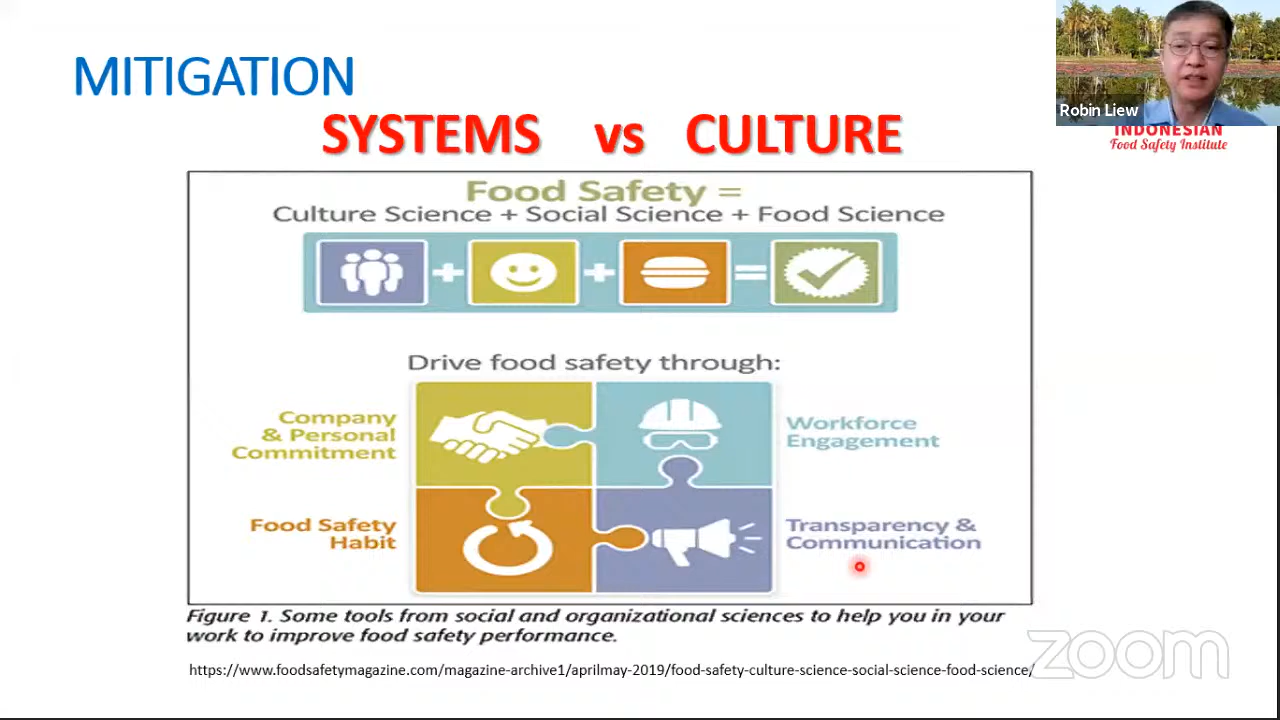 MITIGATION
SYSTEMS vs CULTURE
Robin Liew
INDONESIAN
Food Safety Institute
Food Safety =
Culture Science + Social Science + Food Science
Drive food safety through:
Company
& Personal
Commitment
Workforce
Engagement
Food Safety
Habit
Transparency &
Communication
Figure 1. Some tools from social and organizational sciences to help you in your
work to improve food safety performance.
https://www.foodsafetymagazine.com/magazine-archive1/aprilmay-2019/food-safety-culture-science-social-science-food-science/
zoom